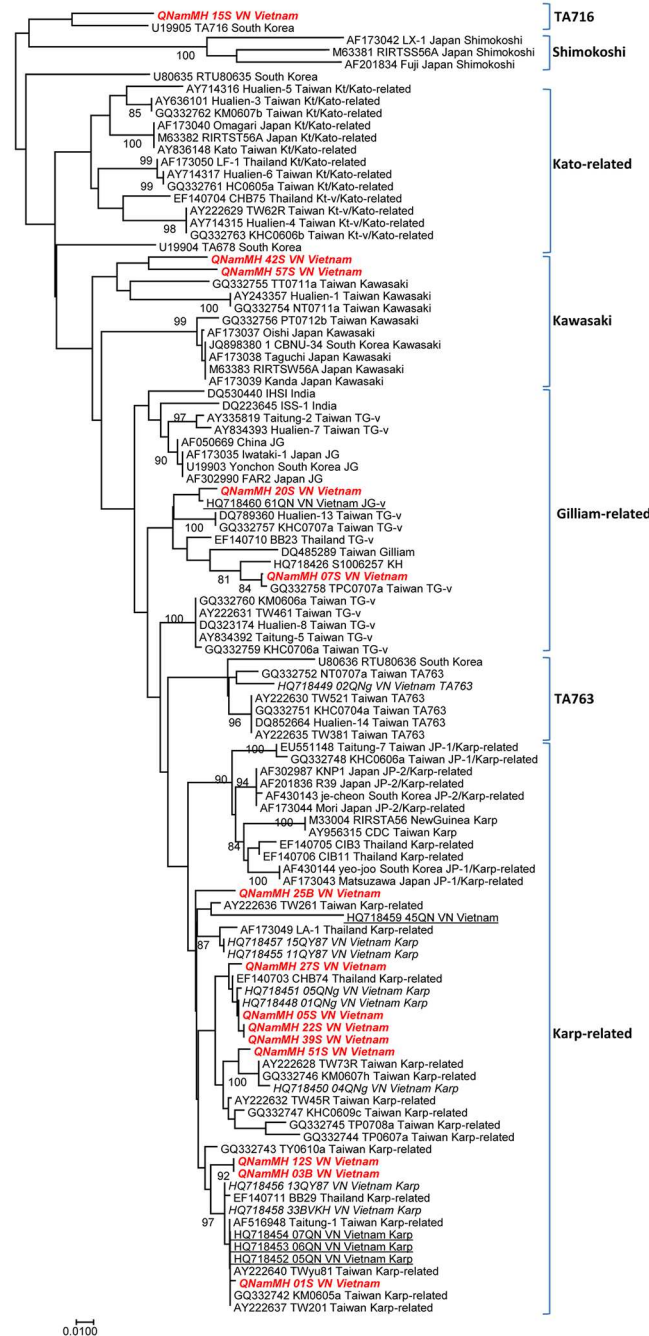 QNamMH 15S VN Vietnam
TA716
U19905 TA716 South Korea
AF173042 LX-1 Japan Shimokoshi
M63381 RIRTSS56A Japan Shimokoshi
Shimokoshi
100
AF201834 Fuji Japan Shimokoshi
U80635 RTU80635 South Korea
AY714316 Hualien-5 Taiwan Kt/Kato-related
AY636101 Hualien-3 Taiwan Kt/Kato-related
85
GQ332762 KM0607b Taiwan Kt/Kato-related
AF173040 Omagari Japan Kt/Kato-related
M63382 RIRTST56A Japan Kt/Kato-related
100
AY836148 Kato Taiwan Kt/Kato-related
99
AF173050 LF-1 Thailand Kt/Kato-related
Kato-related
AY714317 Hualien-6 Taiwan Kt/Kato-related
99
GQ332761 HC0605a Taiwan Kt/Kato-related
EF140704 CHB75 Thailand Kt-v/Kato-related
AY222629 TW62R Taiwan Kt-v/Kato-related
AY714315 Hualien-4 Taiwan Kt-v/Kato-related
98
GQ332763 KHC0606b Taiwan Kt-v/Kato-related
U19904 TA678 South Korea
QNamMH 42S VN Vietnam
QNamMH 57S VN Vietnam
GQ332755 TT0711a Taiwan Kawasaki
AY243357 Hualien-1 Taiwan Kawasaki
100
GQ332754 NT0711a Taiwan Kawasaki
99
GQ332756 PT0712b Taiwan Kawasaki
Kawasaki
AF173037 Oishi Japan Kawasaki
JQ898380 1 CBNU-34 South Korea Kawasaki
AF173038 Taguchi Japan Kawasaki
M63383 RIRTSW56A Japan Kawasaki
AF173039 Kanda Japan Kawasaki
DQ530440 IHSI India
DQ223645 ISS-1 India
97
AY335819 Taitung-2 Taiwan TG-v
AY834393 Hualien-7 Taiwan TG-v
AF050669 China JG
90
AF173035 Iwataki-1 Japan JG
U19903 Yonchon South Korea JG
AF302990 FAR2 Japan JG
QNamMH 20S VN Vietnam
HQ718460 61QN VN Vietnam JG-v
Gilliam-related
DQ789360 Hualien-13 Taiwan TG-v
100
GQ332757 KHC0707a Taiwan TG-v
EF140710 BB23 Thailand TG-v
DQ485289 Taiwan Gilliam
HQ718426 S1006257 KH
81
QNamMH 07S VN Vietnam
84
GQ332758 TPC0707a Taiwan TG-v
GQ332760 KM0606a Taiwan TG-v
AY222631 TW461 Taiwan TG-v
100
DQ323174 Hualien-8 Taiwan TG-v
AY834392 Taitung-5 Taiwan TG-v
GQ332759 KHC0706a Taiwan TG-v
U80636 RTU80636 South Korea
GQ332752 NT0707a Taiwan TA763
HQ718449 02QNg VN Vietnam TA763
AY222630 TW521 Taiwan TA763
TA763
GQ332751 KHC0704a Taiwan TA763
96
DQ852664 Hualien-14 Taiwan TA763
AY222635 TW381 Taiwan TA763
100
EU551148 Taitung-7 Taiwan JP-1/Karp-related
GQ332748 KHC0606a Taiwan JP-1/Karp-related
AF302987 KNP1 Japan JP-2/Karp-related
90
94
AF201836 R39 Japan JP-2/Karp-related
AF430143 je-cheon South Korea JP-2/Karp-related
AF173044 Mori Japan JP-2/Karp-related
100
M33004 RIRSTA56 NewGuinea Karp
AY956315 CDC Taiwan Karp
84
EF140705 CIB3 Thailand Karp-related
EF140706 CIB11 Thailand Karp-related
AF430144 yeo-joo South Korea JP-1/Karp-related
100
AF173043 Matsuzawa Japan JP-1/Karp-related
QNamMH 25B VN Vietnam
AY222636 TW261 Taiwan Karp-related
HQ718459 45QN VN Vietnam
AF173049 LA-1 Thailand Karp-related
87
HQ718457 15QY87 VN Vietnam Karp
HQ718455 11QY87 VN Vietnam Karp
QNamMH 27S VN Vietnam
EF140703 CHB74 Thailand Karp-related
HQ718451 05QNg VN Vietnam Karp
HQ718448 01QNg VN Vietnam Karp
QNamMH 05S VN Vietnam
QNamMH 22S VN Vietnam
Karp-related
QNamMH 39S VN Vietnam
QNamMH 51S VN Vietnam
AY222628 TW73R Taiwan Karp-related
100
GQ332746 KM0607h Taiwan Karp-related
HQ718450 04QNg VN Vietnam Karp
AY222632 TW45R Taiwan Karp-related
GQ332747 KHC0609c Taiwan Karp-related
GQ332745 TP0708a Taiwan Karp-related
GQ332744 TP0607a Taiwan Karp-related
GQ332743 TY0610a Taiwan Karp-related
QNamMH 12S VN Vietnam
92
QNamMH 03B VN Vietnam
HQ718456 13QY87 VN Vietnam Karp
EF140711 BB29 Thailand Karp-related
HQ718458 33BVKH VN Vietnam Karp
97
AF516948 Taitung-1 Taiwan Karp-related
HQ718454 07QN VN Vietnam Karp
HQ718453 06QN VN Vietnam Karp
HQ718452 05QN VN Vietnam Karp
AY222640 TWyu81 Taiwan Karp-related
QNamMH 01S VN Vietnam
GQ332742 KM0605a Taiwan Karp-related
AY222637 TW201 Taiwan Karp-related
0.0100